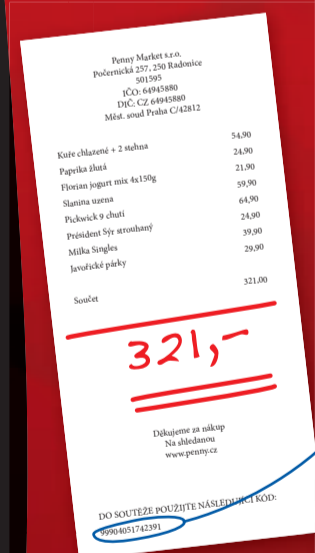 Penny Market s.r.o.
Počernická 257, 250 Radonice
501595
IČO: 64945880
DIČ: CZ 64945880
Měst. soud Praha C/42812
Kuře chlazené + 2 stehna 54,90
Paprika žlutá 24,90
Florian jogurt mix 4x150g 21,90
Slanina uzena 59,90
Pickwick 9 chutí 64,90
Président Sýr strouhaný 24,90
Milka Singles 39,90
Javořické párky 29,90
Součet 321,00
321,-
Děkujeme za nákup
Na shledanou
www.penny.cz
DO SOUTĚŽE POUŽIJTE NÁSLEDUJÍCÍ KÓD:
99904051742391